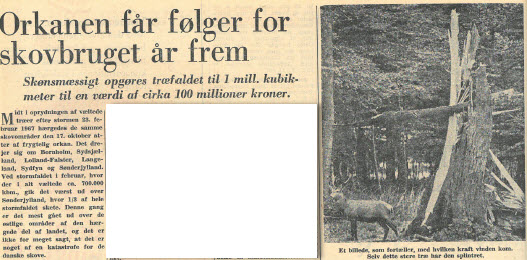 Orkanen får følger for
skovbruget år frem
Skønsmæssigt opgøres træfaldet til 1 mill. kubik-
meter til en værdi af cirka 100 millioner kroner.
Midt i oprydningen af væltede
træer efter stormen 23. fe-
bruar 1967 hærgedes de samme
skovområder den 17. oktober at-
ter af frygtelig orkan. Det dre-
jer sig om Bornholm, Sydsjæl-
land, Lolland-Falster, Lange-
land, Sydfyn og Sønderjylland.
Ved stormfaldet i februar, hvor
der i alt væltede ca. 700.000
kbm., gik det værst ud over
Sønderjylland, hvor 1/3 af hele
stormfaldet skete. Denne gang
er det mest gået ud over de
østlige områder af den hær-
gede del af landet, og det er
ikke for meget sagt, at det er
noget af en katastrofe for de
danske skove.
Et billede, som fortæller, med hvilken kraft vinden kom.
Selv dette store træ har den splintret.